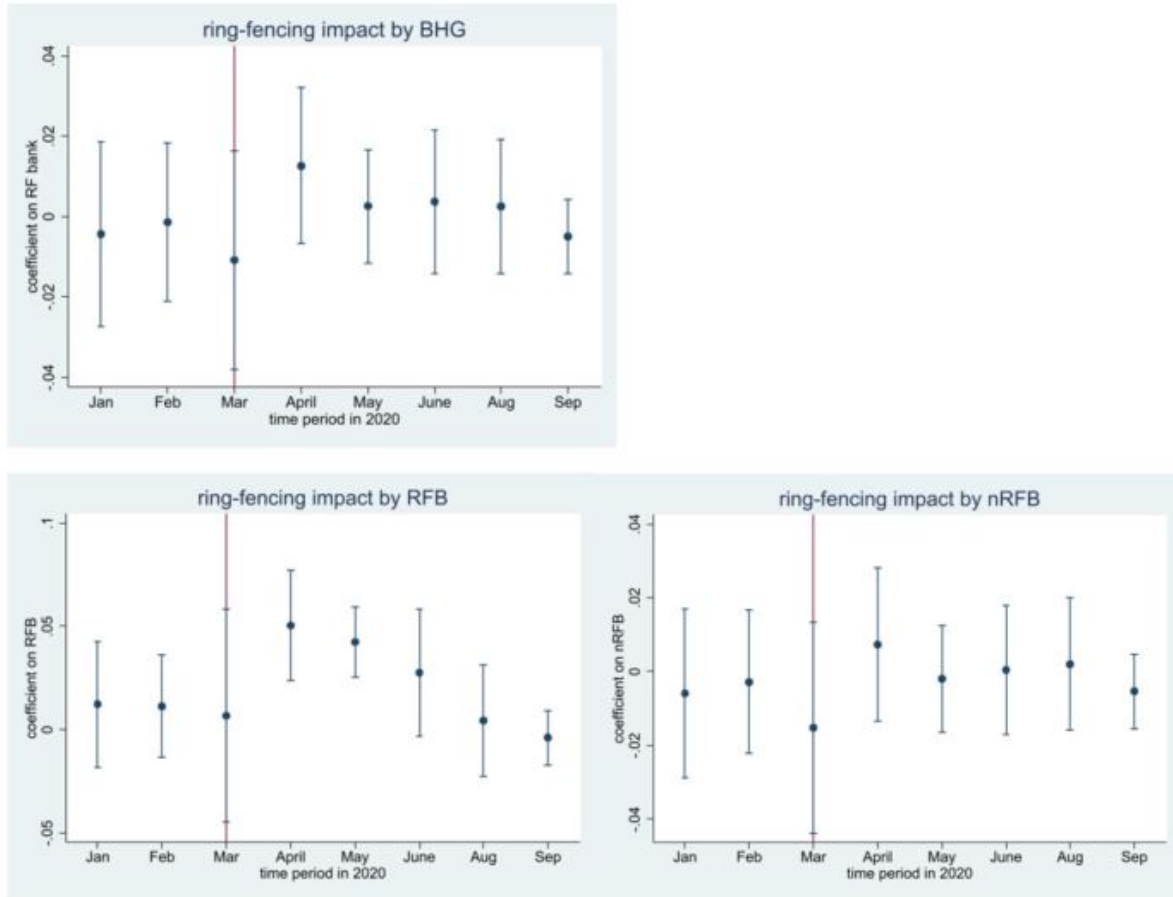 ring-fencing impact by BHG
coefficient on RF bank
.04
.02
0
-.02
-.04
Jan Feb Mar April May June Aug Sep
time period in 2020
ring-fencing impact by RFB
coefficient on RFB
.1
.05
0
-.05
Jan Feb Mar April May June Aug Sep
time period in 2020
ring-fencing impact by nRFB
coefficient on nRFB
.04
.02
0
-.02
-.04
Jan Feb Mar April May June Aug Sep
time period in 2020